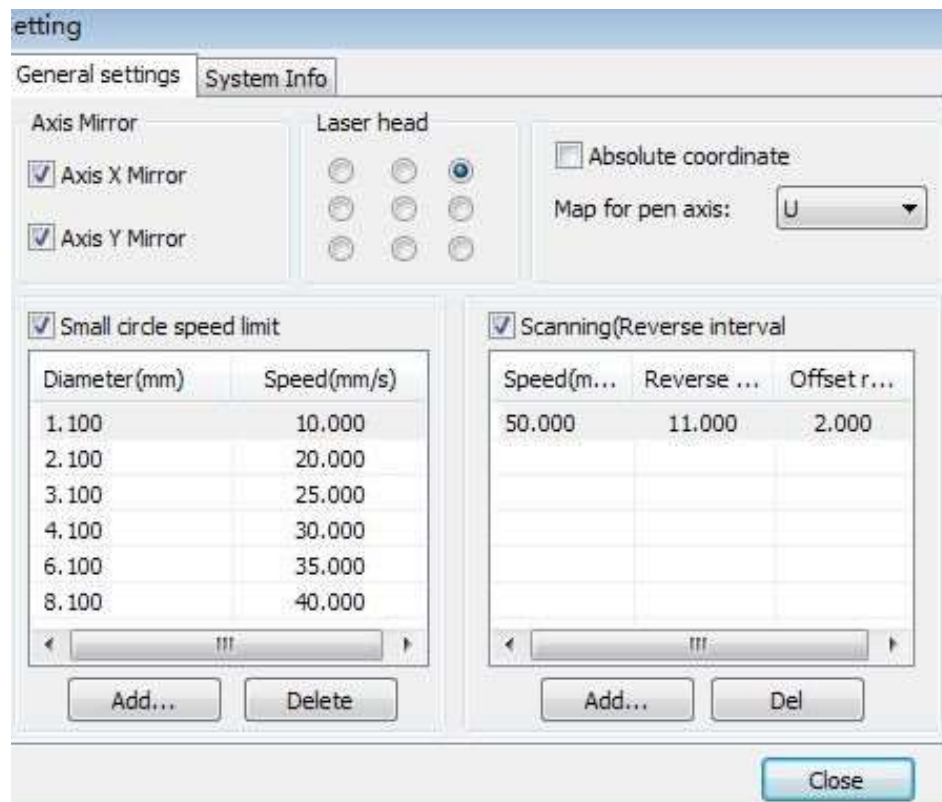 etting
General settings System Info
Axis Mirror
Axis X Mirror
Axis Y Mirror
Laser head
Absolute coordinate
Map for pen axis: U
Small circle speed limit
Diameter(mm) Speed(mm/s)
1.100 10.000
2.100 20.000
3.100 25.000
4.100 30.000
6.100 35.000
8.100 40.000
Add... Delete
Scanning(Reverse interval
Speed(m... Reverse ... Offset r...
50.000 11.000 2.000
Add... Del
Close